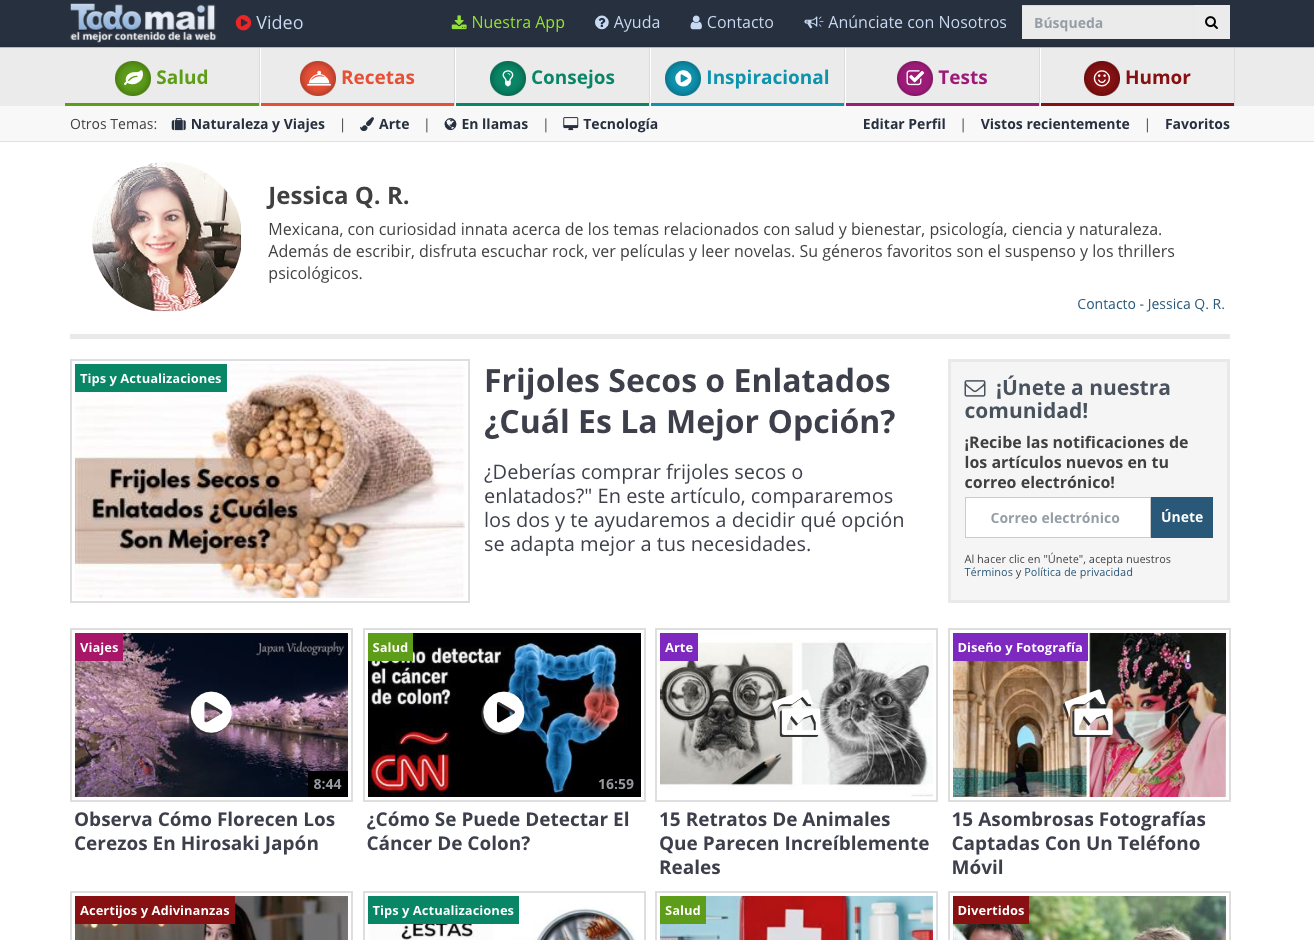 Todomail
el mejor contenido de la web
Video
Nuestra App
Ayuda
Contacto
Anúnciate con Nosotros
Búsqueda
Salud
Recetas
Consejos
Inspiracional
Tests
Humor
Otros Temas: Naturaleza y Viajes | Arte | En llamas | Tecnología
Editar Perfil | Vistos recientemente | Favoritos
Jessica Q. R.
Mexicana, con curiosidad innata acerca de los temas relacionados con salud y bienestar, psicología, ciencia y naturaleza.
Además de escribir, disfruta escuchar rock, ver películas y leer novelas. Su géneros favoritos son el suspenso y los thrillers
psicológicos.
Contacto - Jessica Q. R.
Tips y Actualizaciones
Frijoles Secos o
Enlatados ¿Cuáles
Son Mejores?
Frijoles Secos o Enlatados
¿Cuál Es La Mejor Opción?
¿Deberías comprar frijoles secos o
enlatados?" En este artículo, compararemos
los dos y te ayudaremos a decidir qué opción
se adapta mejor a tus necesidades.
¡Únete a nuestra
comunidad!
¡Recibe las notificaciones de
los artículos nuevos en tu
correo electrónico!
Correo electrónico
Únete
Al hacer clic en "Únete", acepta nuestros
Términos y Política de privacidad
Viajes
Japan Videography
8:44
Observa Cómo Florecen Los
Cerezos En Hirosaki Japón
Salud
detectar
el cáncer
de colon?
CNN
16:59
¿Cómo Se Puede Detectar El
Cáncer De Colon?
Arte
15 Retratos De Animales
Que Parecen Increíblemente
Reales
Diseño y Fotografía
15 Asombrosas Fotografías
Captadas Con Un Teléfono
Móvil
Acertijos y Adivinanzas
Tips y Actualizaciones
¿ESTÁS
Salud
Divertidos